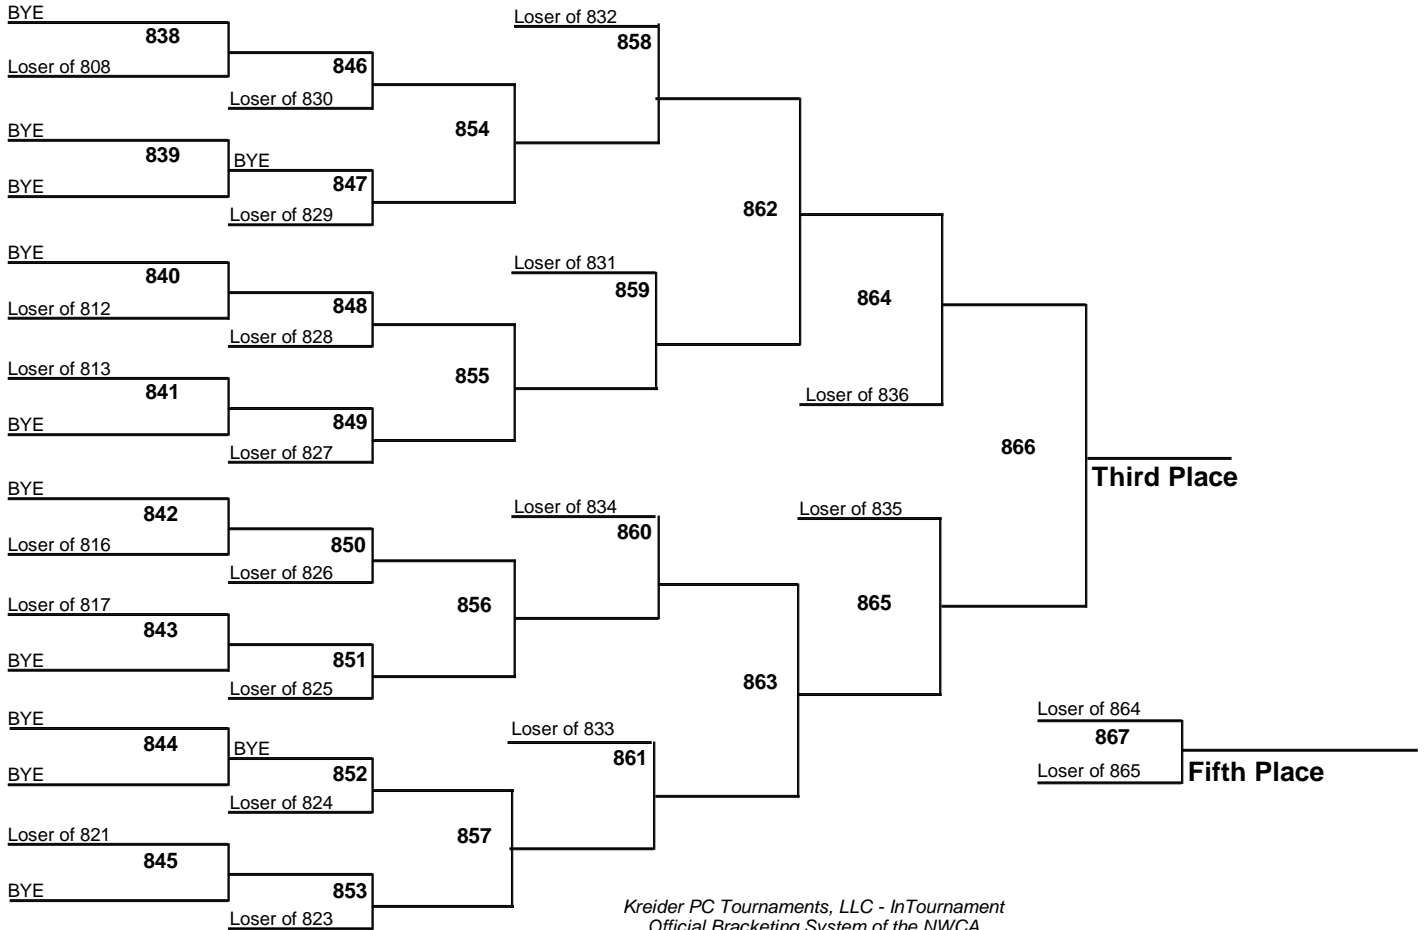 BYE
838
Loser of 808
846
Loser of 830
854
BYE
839
BYE
BYE
847
Loser of 829
Loser of 832
858
862
BYE
840
Loser of 812
848
Loser of 828
855
Loser of 813
841
BYE
849
Loser of 827
Loser of 831
859
864
Loser of 836
866
Third Place
BYE
842
Loser of 816
850
Loser of 826
856
Loser of 817
843
BYE
851
Loser of 825
Loser of 834
860
863
Loser of 835
865
BYE
844
BYE
BYE
852
Loser of 824
857
Loser of 821
845
BYE
853
Loser of 823
Loser of 833
861
Loser of 864
867
Loser of 865
Fifth Place
Kreider PC Tournaments, LLC - InTournament
Official Bracketing System of the NWCA